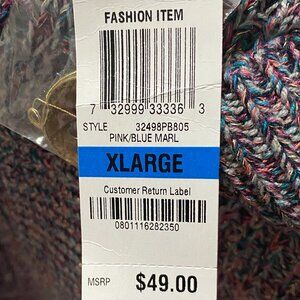 FASHION ITEM
7 32999 33336 3
STYLE 32498PB805
PINK/BLUE MARL
XLARGE
Customer Return Label
0801116282350
MSRP $49.00